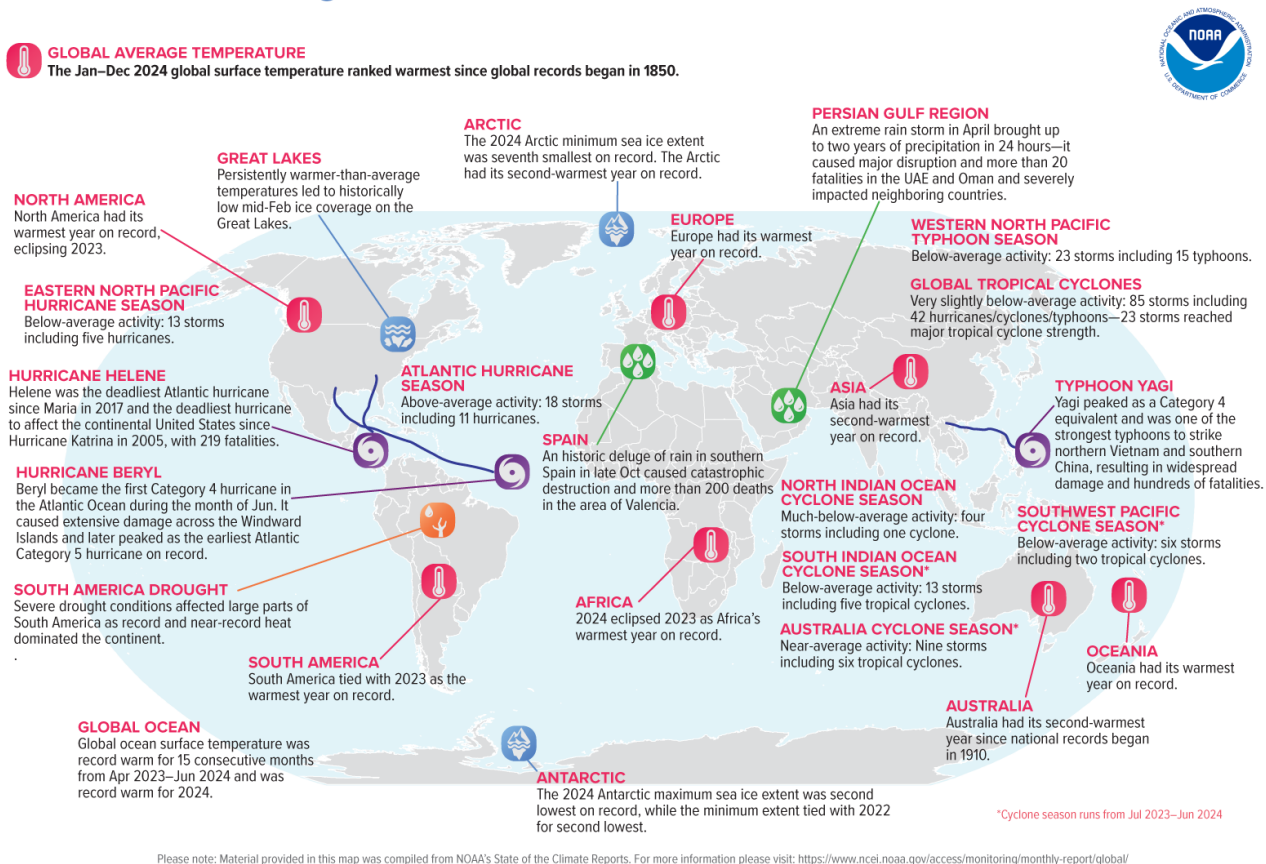 GLOBAL AVERAGE TEMPERATURE
The Jan–Dec 2024 global surface temperature ranked warmest since global records began in 1850.
NATIONAL OCEANIC AND ATMOSPHERIC ADMINISTRATION
NOAA
U.S. DEPARTMENT OF COMMERCE
ARCTIC
The 2024 Arctic minimum sea ice extent
was seventh smallest on record. The Arctic
had its second-warmest year on record.
PERSIAN GULF REGION
An extreme rain storm in April brought up
to two years of precipitation in 24 hours—it
caused major disruption and more than 20
fatalities in the UAE and Oman and severely
impacted neighboring countries.
GREAT LAKES
Persistently warmer-than-average
temperatures led to historically
low mid-Feb ice coverage on the
Great Lakes.
NORTH AMERICA
North America had its
warmest year on record,
eclipsing 2023.
EUROPE
Europe had its warmest
year on record.
WESTERN NORTH PACIFIC
TYPHOON SEASON
Below-average activity: 23 storms including 15 typhoons.
GLOBAL TROPICAL CYCLONES
Very slightly below-average activity: 85 storms including
42 hurricanes/cyclones/typhoons—23 storms reached
major tropical cyclone strength.
EASTERN NORTH PACIFIC
HURRICANE SEASON
Below-average activity: 13 storms
including five hurricanes.
HURRICANE HELENE
Helene was the deadliest Atlantic hurricane
since Maria in 2017 and the deadliest hurricane
to affect the continental United States since
Hurricane Katrina in 2005, with 219 fatalities.
ATLANTIC HURRICANE
SEASON
Above-average activity: 18 storms
including 11 hurricanes.
ASIA
Asia had its
second-warmest
year on record.
TYPHOON YAGI
Yagi peaked as a Category 4
equivalent and was one of the
strongest typhoons to strike
northern Vietnam and southern
China, resulting in widespread
damage and hundreds of fatalities.
SPAIN
An historic deluge of rain in southern
Spain in late Oct caused catastrophic
destruction and more than 200 deaths
in the area of Valencia.
HURRICANE BERYL
Beryl became the first Category 4 hurricane in
the Atlantic Ocean during the month of Jun. It
caused extensive damage across the Windward
Islands and later peaked as the earliest Atlantic
Category 5 hurricane on record.
NORTH INDIAN OCEAN
CYCLONE SEASON
Much-below-average activity: four
storms including one cyclone.
SOUTHWEST PACIFIC
CYCLONE SEASON*
Below-average activity: six storms
including two tropical cyclones.
SOUTH INDIAN OCEAN
CYCLONE SEASON*
Below-average activity: 13 storms
including five tropical cyclones.
SOUTH AMERICA DROUGHT
Severe drought conditions affected large parts of
South America as record and near-record heat
dominated the continent.
.
AFRICA
2024 eclipsed 2023 as Africa's
warmest year on record.
AUSTRALIA CYCLONE SEASON*
Near-average activity: Nine storms
including six tropical cyclones.
OCEANIA
Oceania had its warmest
year on record.
SOUTH AMERICA
South America tied with 2023 as the
warmest year on record.
AUSTRALIA
Australia had its second-warmest
year since national records began
in 1910.
GLOBAL OCEAN
Global ocean surface temperature was
record warm for 15 consecutive months
from Apr 2023–Jun 2024 and was
record warm for 2024.
ANTARCTIC
The 2024 Antarctic maximum sea ice extent was second
lowest on record, while the minimum extent tied with 2022
for second lowest.
*Cyclone season runs from Jul 2023–Jun 2024
Please note: Material provided in this map was compiled from NOAA's State of the Climate Reports. For more information please visit: https://www.ncei.noaa.gov/access/monitoring/monthly-report/global/